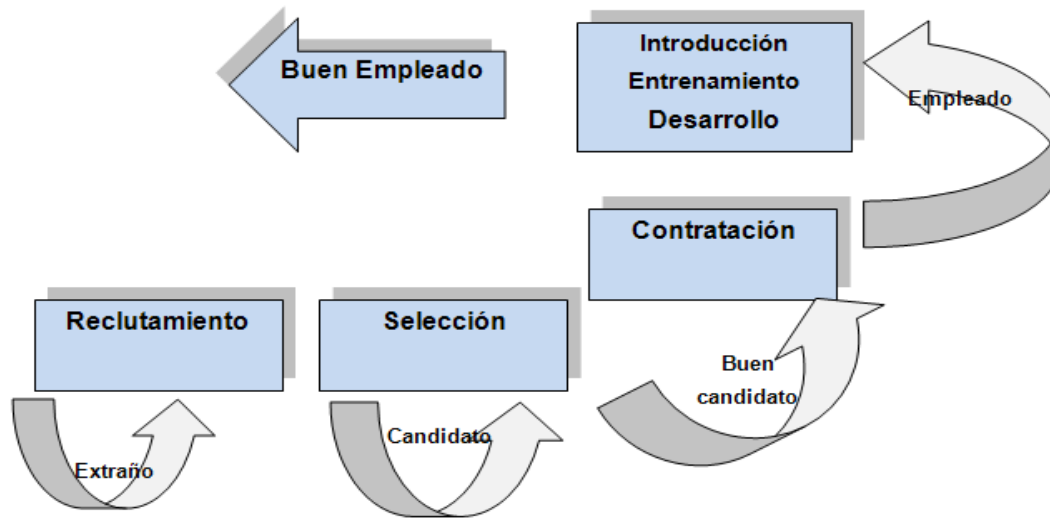 Buen Empleado
Introducción
Entrenamiento
Desarrollo
Empleado
Contratación
Reclutamiento
Selección
Buen
candidato
Candidato
Extraño